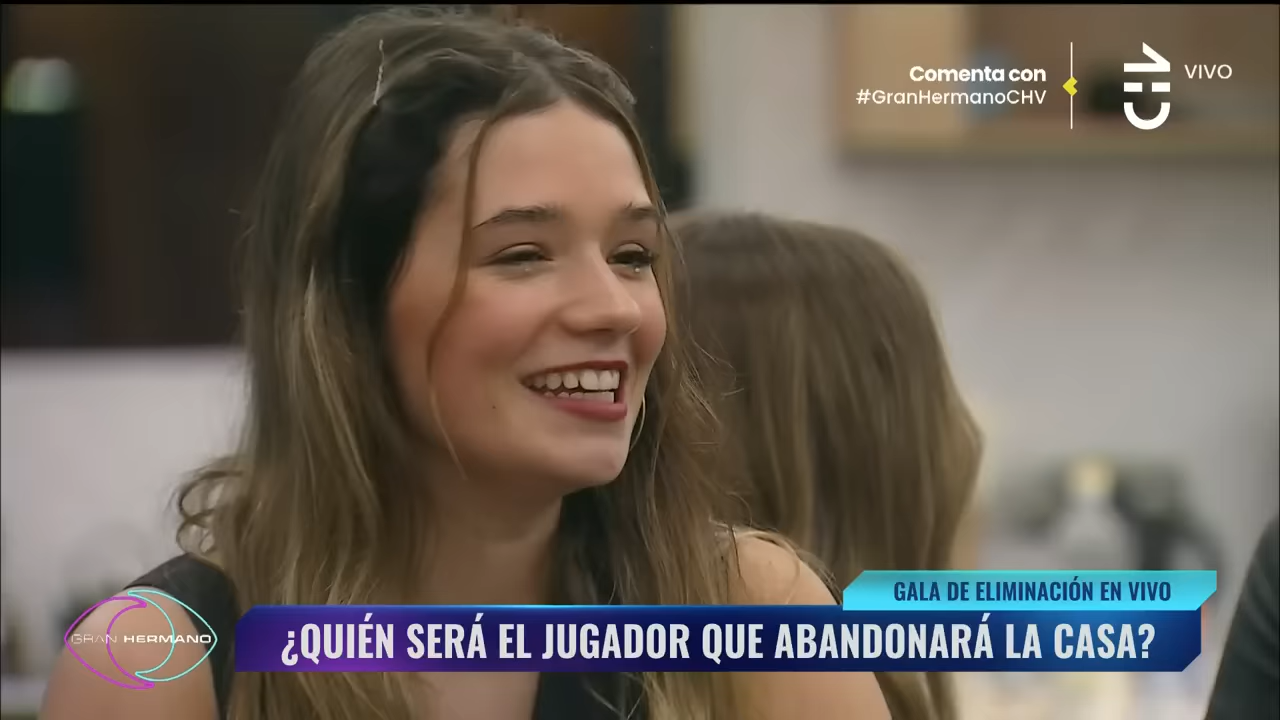 Comenta con
#GranHermanoCHV
CHV
VIVO
GALA DE ELIMINACIÓN EN VIVO
GRAN HERMANO
¿QUIÉN SERÁ EL JUGADOR QUE ABANDONARÁ LA CASA?